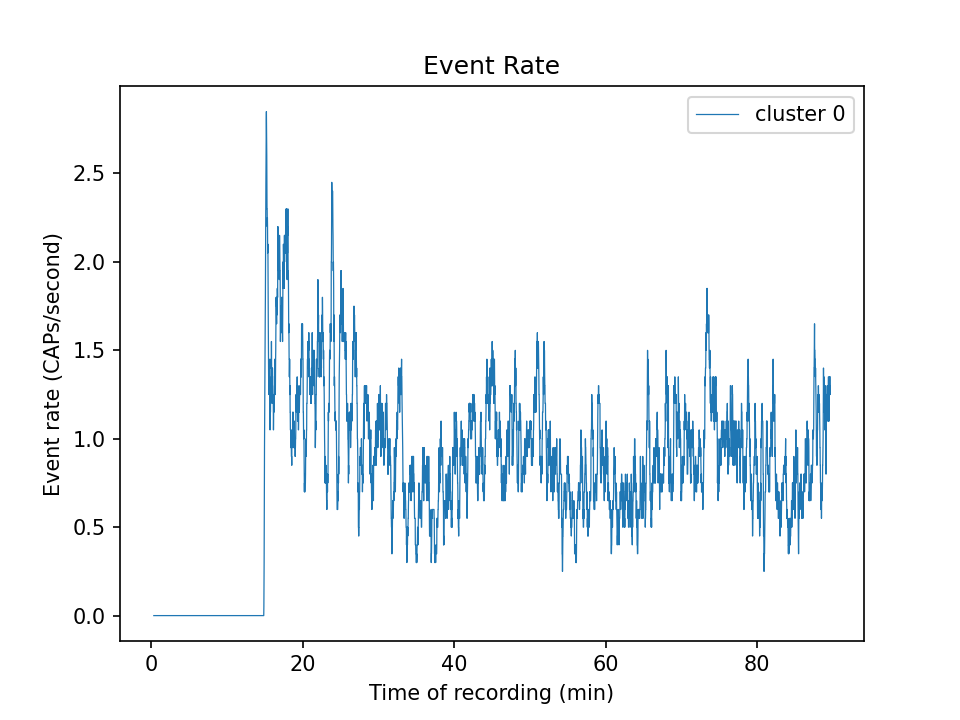 Event Rate
cluster 0
Event rate (CAPs/second)
2.5
2.0
1.5
1.0
0.5
0.0
0 20 40 60 80
Time of recording (min)